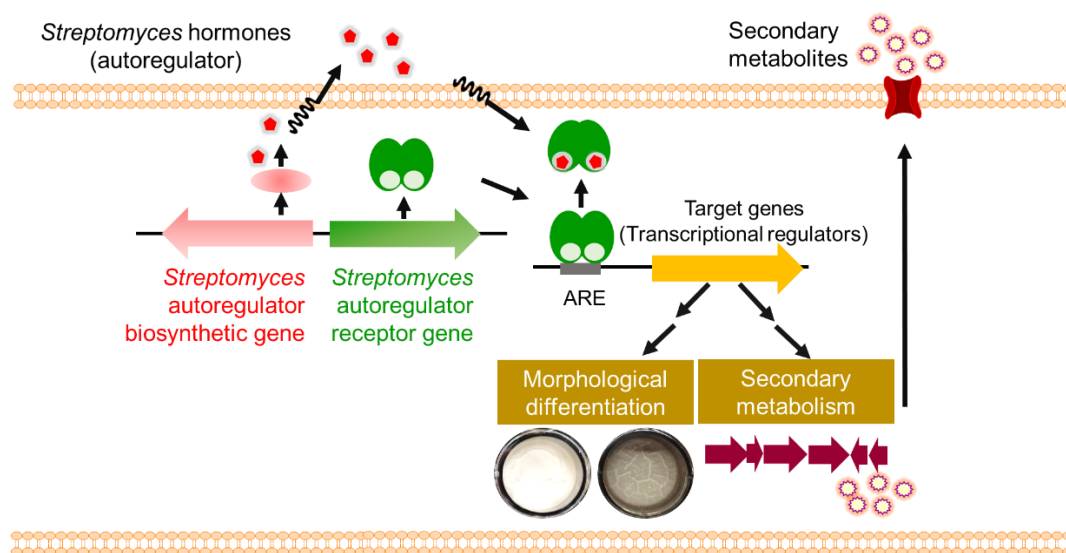 Streptomyces hormones
(autoregulator)
Secondary
metabolites
Target genes
(Transcriptional regulators)
Streptomyces
autoregulator
biosynthetic gene
Streptomyces
autoregulator
receptor gene
ARE
Morphological
differentiation
Secondary
metabolism